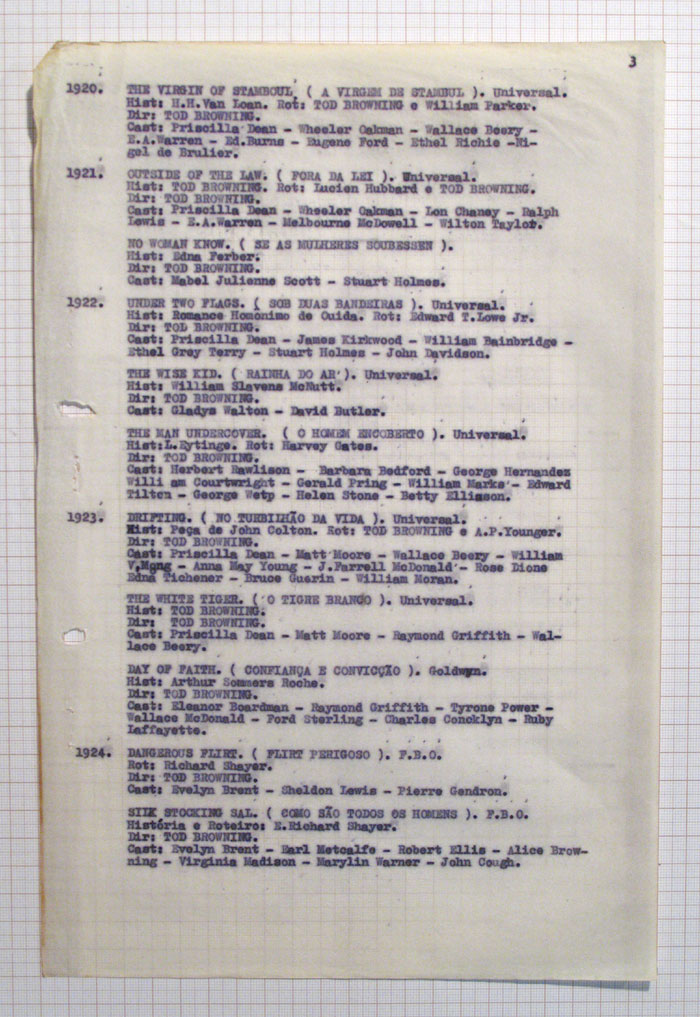 3
1920. THE VIRGIN OF STAMBOUL ( A VIRGEM DE STAMBUL ). Universal.
Hist: H.H.Van Loan. Rot: TOD BROWNING e William Parker.
Dir: TOD BROWNING.
Cast: Priscilla Dean - Wheeler Oakman - Wallace Beery -
E.A.Warren - Ed.Burns - Eugene Ford - Ethel Richie -Ni-
gel de Brulier.
1921. OUTSIDE OF THE LAW. ( FORA DA LEI ). Universal.
Hist: TOD BROWNING. Rot: Lucien Hubbard e TOD BROWNING.
Dir: TOD BROWNING.
Cast: Priscilla Dean - Wheeler Oakman - Lon Chaney - Ralph
Lewis - E.A.Warren - Melbourne McDowell - Wilton Taylor.
NO WOMAN KNOW. ( SE AS MULHERES SOUBESSEN ).
Hist: Edna Ferber.
Dir: TOD BROWNING.
Cast: Mabel Julienne Scott - Stuart Holmes.
1922. UNDER TWO FLAGS. ( SOB DUAS BANDEIRAS ). Universal.
Hist: Romance Homonimo de Ouida. Rot: Edward T.Lowe Jr.
Dir: TOD BROWNING.
Cast: Priscilla Dean - James Kirkwood - William Bainbridge -
Ethel Grey Terry - Stuart Holmes - John Davidson.
THE WISE KID. ( RAINHA DO AR ). Universal.
Hist: William Slavens McNutt.
Dir: TOD BROWNING.
Cast: Gladys Walton - David Butler.
THE MAN UNDERCOVER. ( O HOMEM ENCOBERTO ). Universal.
Hist:L.Eytinge. Rot: Harvey Gates.
Dir: TOD BROWNING.
Cast: Herbert Rawlison - Barbara Bedford - George Hernandez
Willi am Courtwright - Gerald Pring - William Marks - Edward
Tilton - George Wetp - Helen Stone - Betty Elliason.
1923. DRIFTING. ( NO TURBILHÃO DA VIDA ). Universal.
Hist: Peça de John Colton. Rot: TOD BROWNING e A.P.Younger.
Dir: TOD BROWNING.
Cast: Priscilla Dean - Matt Moore - Wallace Beery - William
V.Mong - Anna May Young - J.Farrell McDonald - Rose Dione
Edna Tichener - Bruce Guerin - William Moran.
THE WHITE TIGER. ( O TIGRE BRANCO ). Universal.
Hist: TOD BROWNING.
Dir: TOD BROWNING.
Cast: Priscilla Dean - Matt Moore - Raymond Griffith - Wal-
lace Beery.
DAY OF FAITH. ( CONFIANÇA E CONVICÇÃO ). Goldwyn.
Hist: Arthur Sommers Roche.
Dir: TOD BROWNING.
Cast: Eleanor Boardman - Raymond Griffith - Tyrone Power -
Wallace McDonald - Ford Sterling - Charles Concklyn - Ruby
Laffayette.
1924. DANGEROUS FLIRT. ( FLIRT PERIGOSO ). F.B.O.
Rot: Richard Shayer.
Dir: TOD BROWNING.
Cast: Evelyn Brent - Sheldon Lewis - Pierre Gendron.
SILK STOCKING SAL. ( COMO SÃO TODOS OS HOMENS ). F.B.O.
História e Roteiro: E.Richard Shayer.
Dir: TOD BROWNING.
Cast: Evelyn Brent - Earl Metcalfe - Robert Ellis - Alice Brow-
ning - Virginia Madison - Marylin Warner - John Cough.